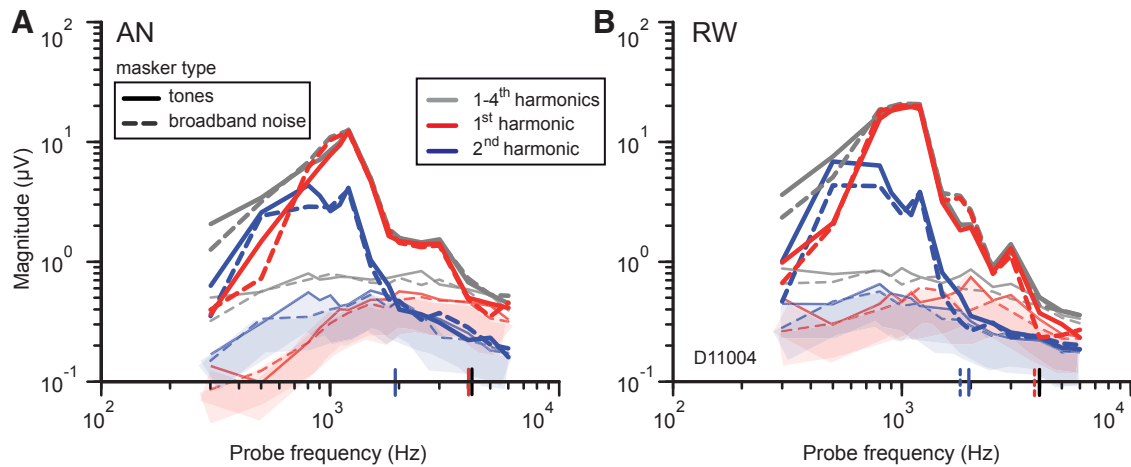 A
AN
masker type
tones
broadband noise
1-4th harmonics
1st harmonic
2nd harmonic
Magnitude (µV)
10^2
10^1
10^0
10^-1
10^2
10^3
10^4
Probe frequency (Hz)
B
RW
10^2
10^1
10^0
10^-1
D11004
10^2
10^3
10^4
Probe frequency (Hz)